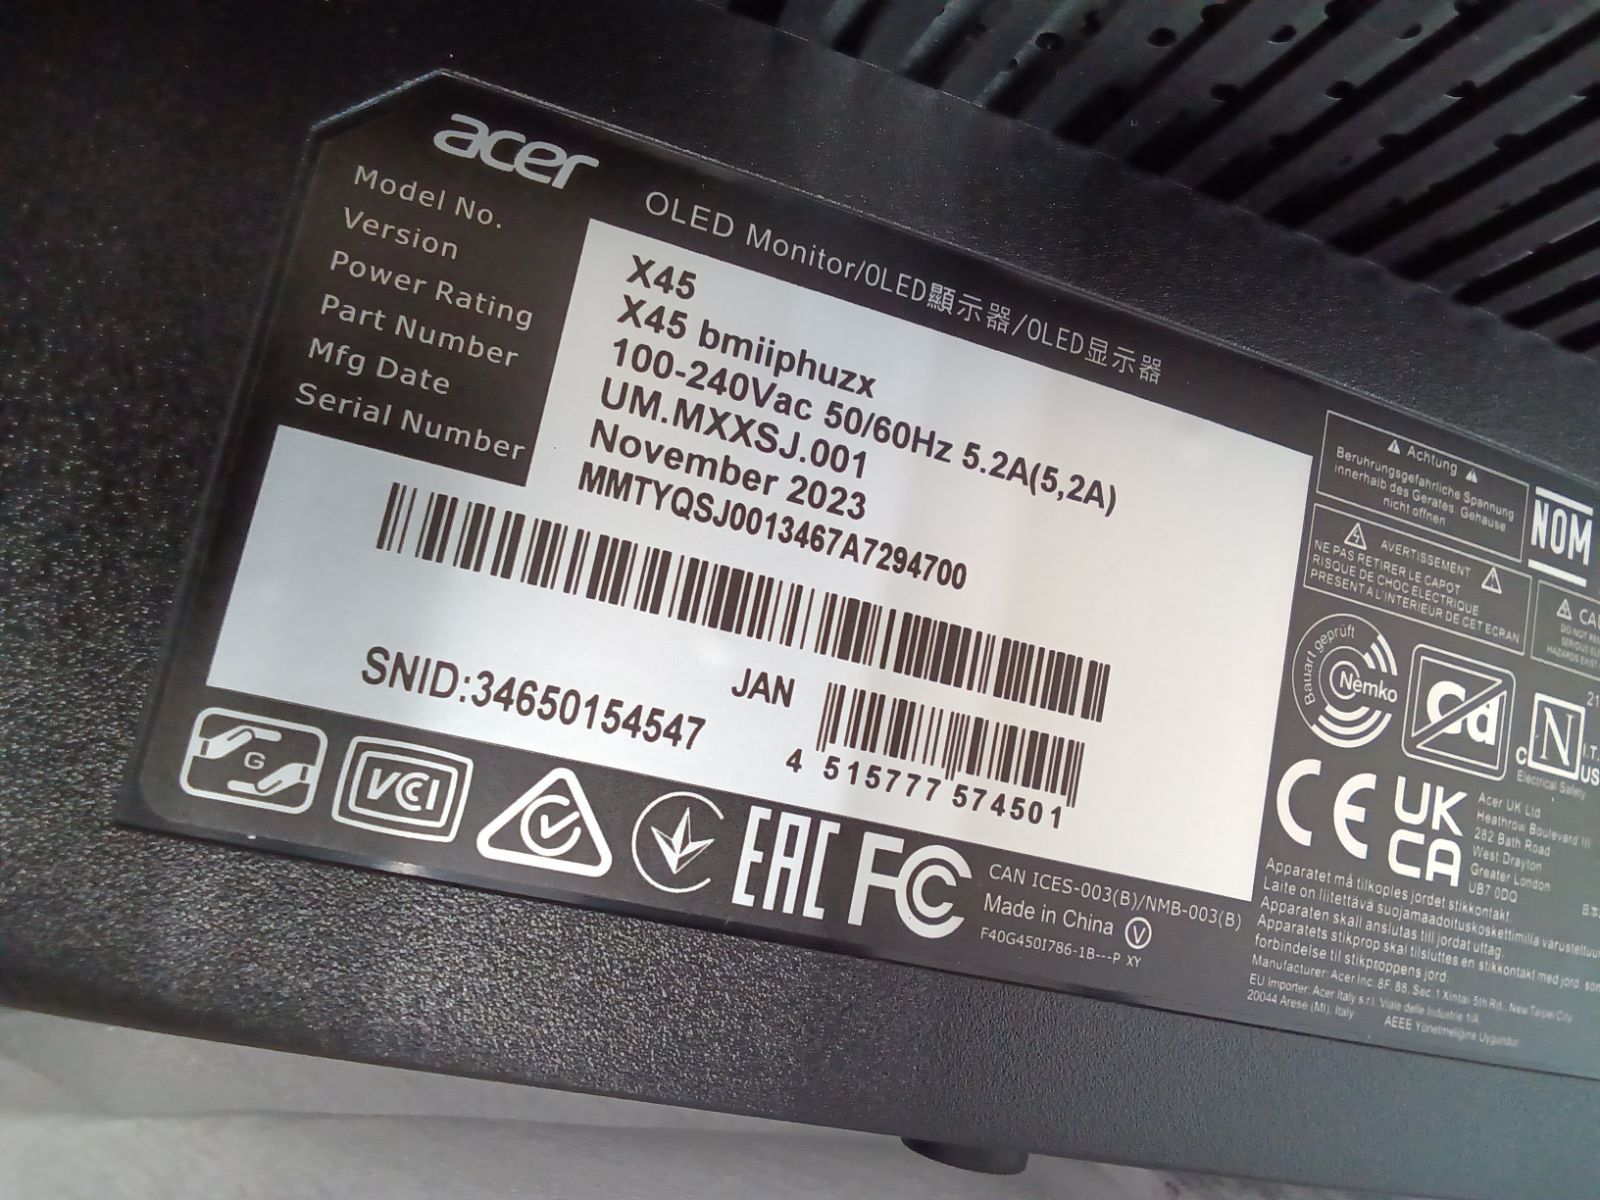 acer
OLED Monitor/OLED顯示器/OLED显示器
Model No. X45
Version X45 bmiiphuzx
Power Rating 100-240Vac 50/60Hz 5.2A(5,2A)
Part Number UM.MXXSJ.001
Mfg Date November 2023
Serial Number MMTYQSJ0013467A7294700
SNID:34650154547
JAN
4 515777 574501
G
VCI
EAC
FC
CAN ICES-003(B)/NMB-003(B)
Made in China V
F40G450I786-1B---P XY
Achtung
Berührungsgefährliche Spannung
innerhalb des Gerätes. Gehäuse
nicht öffnen
NOM
AVERTISSEMENT
NE PAS RETIRER LE CAPOT
RISQUE DE CHOC ELECTRIQUE
PRESENT A L'INTERIEUR DE CET ECRAN
Bauart geprüft
Nemko
Cd
N
C US
Electrical Safety
CE
UK
CA
Acer UK Ltd
Heathrow Boulevard III
282 Bath Road
West Drayton
Greater London
UB7 0DQ
Apparatet må tilkoples jordet stikkontakt.
Laite on liitettävä suojamaadoituskoskettimilla
Apparaten skall anslutas till jordat uttag.
Apparatets stikprop skal tilsluttes en stikkontakt med jord, som
forbindelse til stikproppens jord.
Manufacturer: Acer Inc. 8F, 88, Sec.1 Xintai 5th Rd., New Taipei City
EU Importer: Acer Italy s.r.l. Viale delle Industrie 1/A,
20044 Arese (MI), Italy
AEEE Yönetmeliğine Uygundur